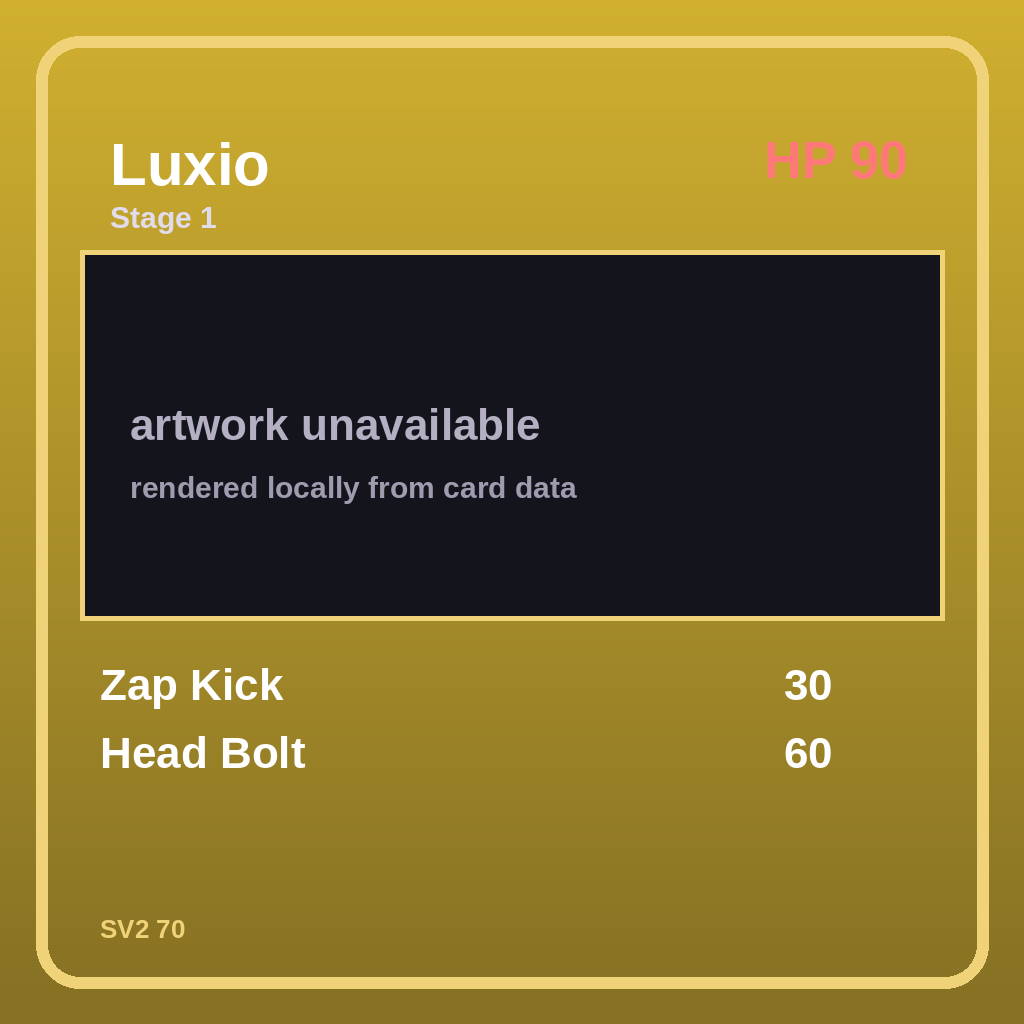 Luxio
HP 90
Stage 1
artwork unavailable
rendered locally from card data
Zap Kick 30
Head Bolt 60
SV2 70